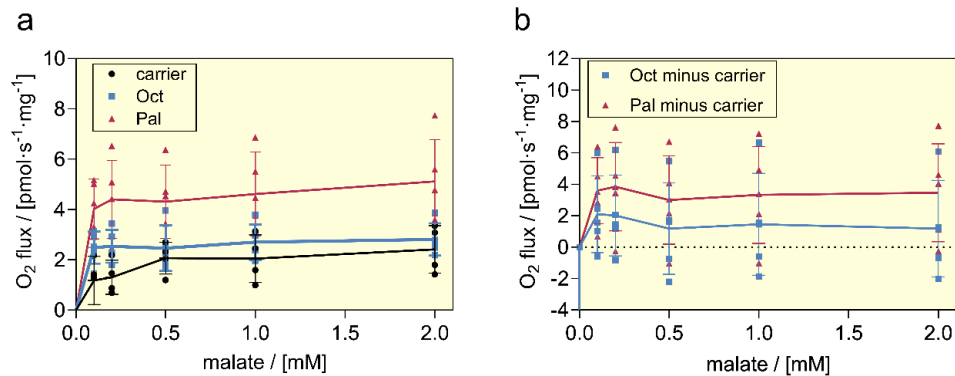 a
10
8
6
4
2
0
O₂ flux / [pmol·s⁻¹·mg⁻¹]
carrier
Oct
Pal
0.0 0.5 1.0 1.5 2.0
malate / [mM]
b
12
10
8
6
4
2
0
-2
-4
O₂ flux / [pmol·s⁻¹·mg⁻¹]
Oct minus carrier
Pal minus carrier
0.0 0.5 1.0 1.5 2.0
malate / [mM]